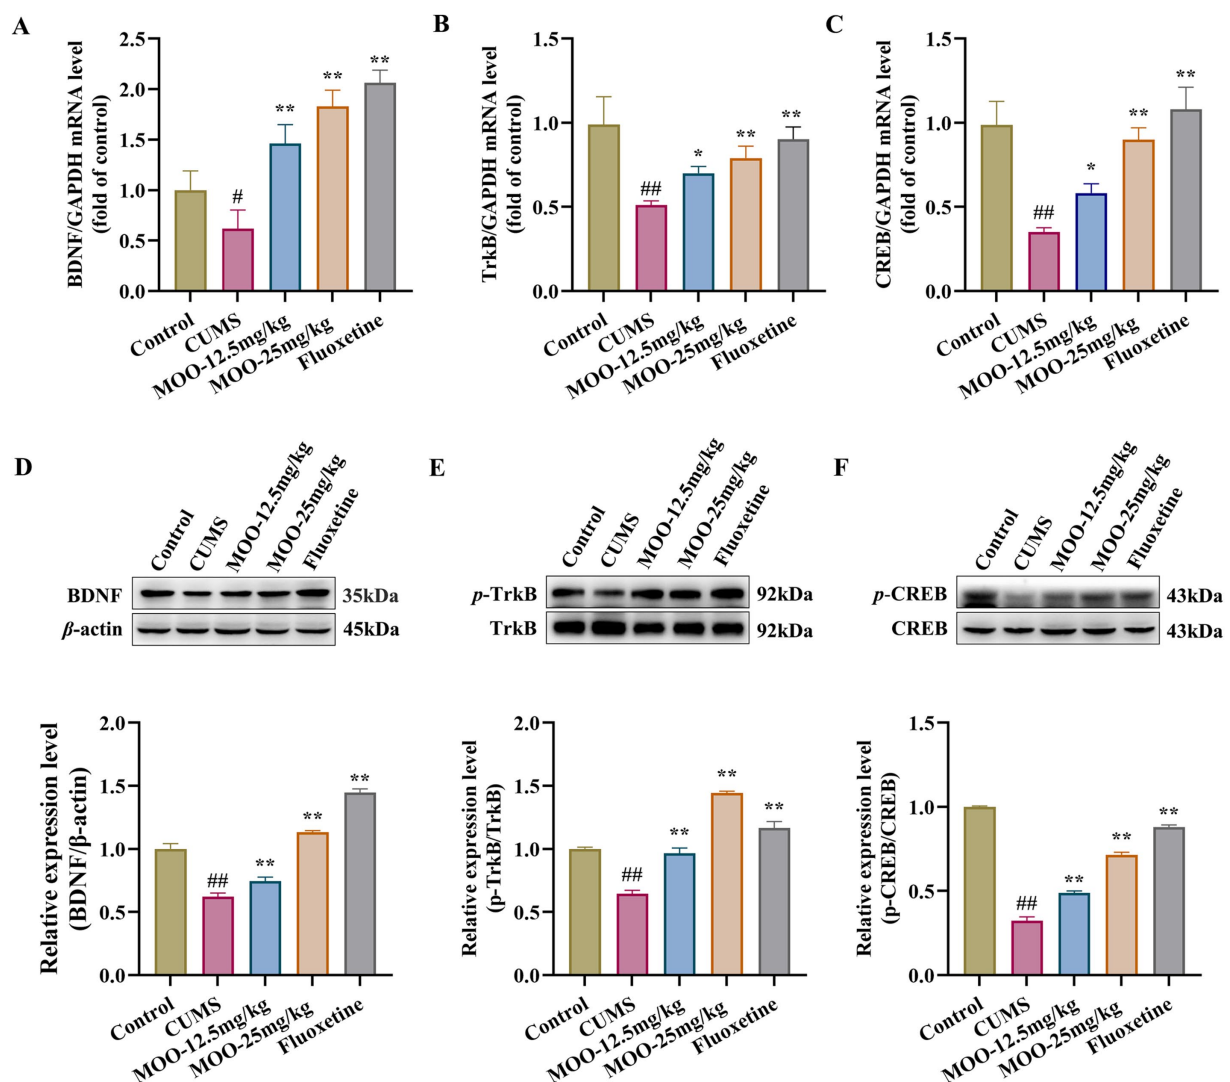 A
BDNF/GAPDH mRNA level
(fold of control)
2.5
2.0
1.5
1.0
0.5
0.0
#
**
**
**
Control
CUMS
MOO-12.5mg/kg
MOO-25mg/kg
Fluoxetine
B
TrkB/GAPDH mRNA level
(fold of control)
1.5
1.0
0.5
0.0
##
*
**
**
Control
CUMS
MOO-12.5mg/kg
MOO-25mg/kg
Fluoxetine
C
CREB/GAPDH mRNA level
(fold of control)
1.5
1.0
0.5
0.0
##
*
**
**
Control
CUMS
MOO-12.5mg/kg
MOO-25mg/kg
Fluoxetine
D
Control
CUMS
MOO-12.5mg/kg
MOO-25mg/kg
Fluoxetine
BDNF 35kDa
β-actin 45kDa
Relative expression level
(BDNF/β-actin)
2.0
1.5
1.0
0.5
0.0
##
**
**
**
Control
CUMS
MOO-12.5mg/kg
MOO-25mg/kg
Fluoxetine
E
Control
CUMS
MOO-12.5mg/kg
MOO-25mg/kg
Fluoxetine
p-TrkB 92kDa
TrkB 92kDa
Relative expression level
(p-TrkB/TrkB)
2.0
1.5
1.0
0.5
0.0
##
**
**
**
Control
CUMS
MOO-12.5mg/kg
MOO-25mg/kg
Fluoxetine
F
Control
CUMS
MOO-12.5mg/kg
MOO-25mg/kg
Fluoxetine
p-CREB 43kDa
CREB 43kDa
Relative expression level
(p-CREB/CREB)
1.5
1.0
0.5
0.0
##
**
**
**
Control
CUMS
MOO-12.5mg/kg
MOO-25mg/kg
Fluoxetine